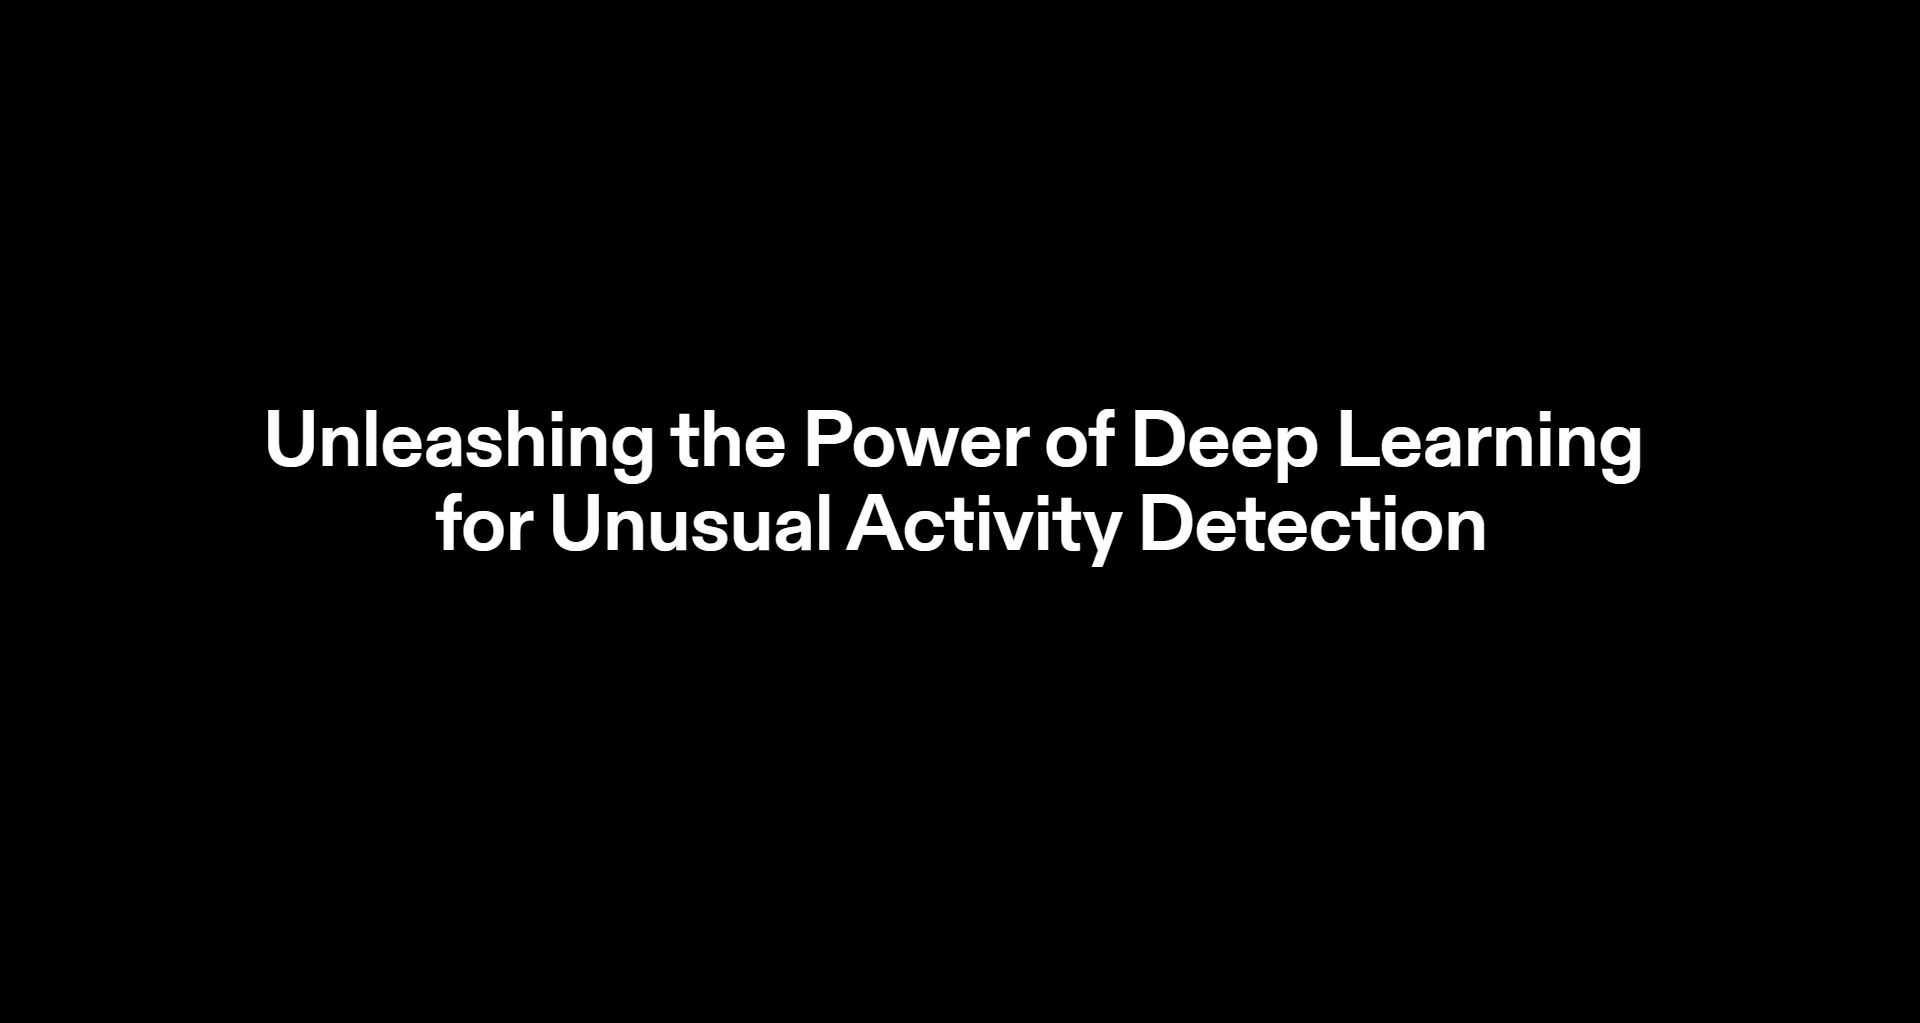 Unleashing the Power of Deep Learning
for Unusual Activity Detection